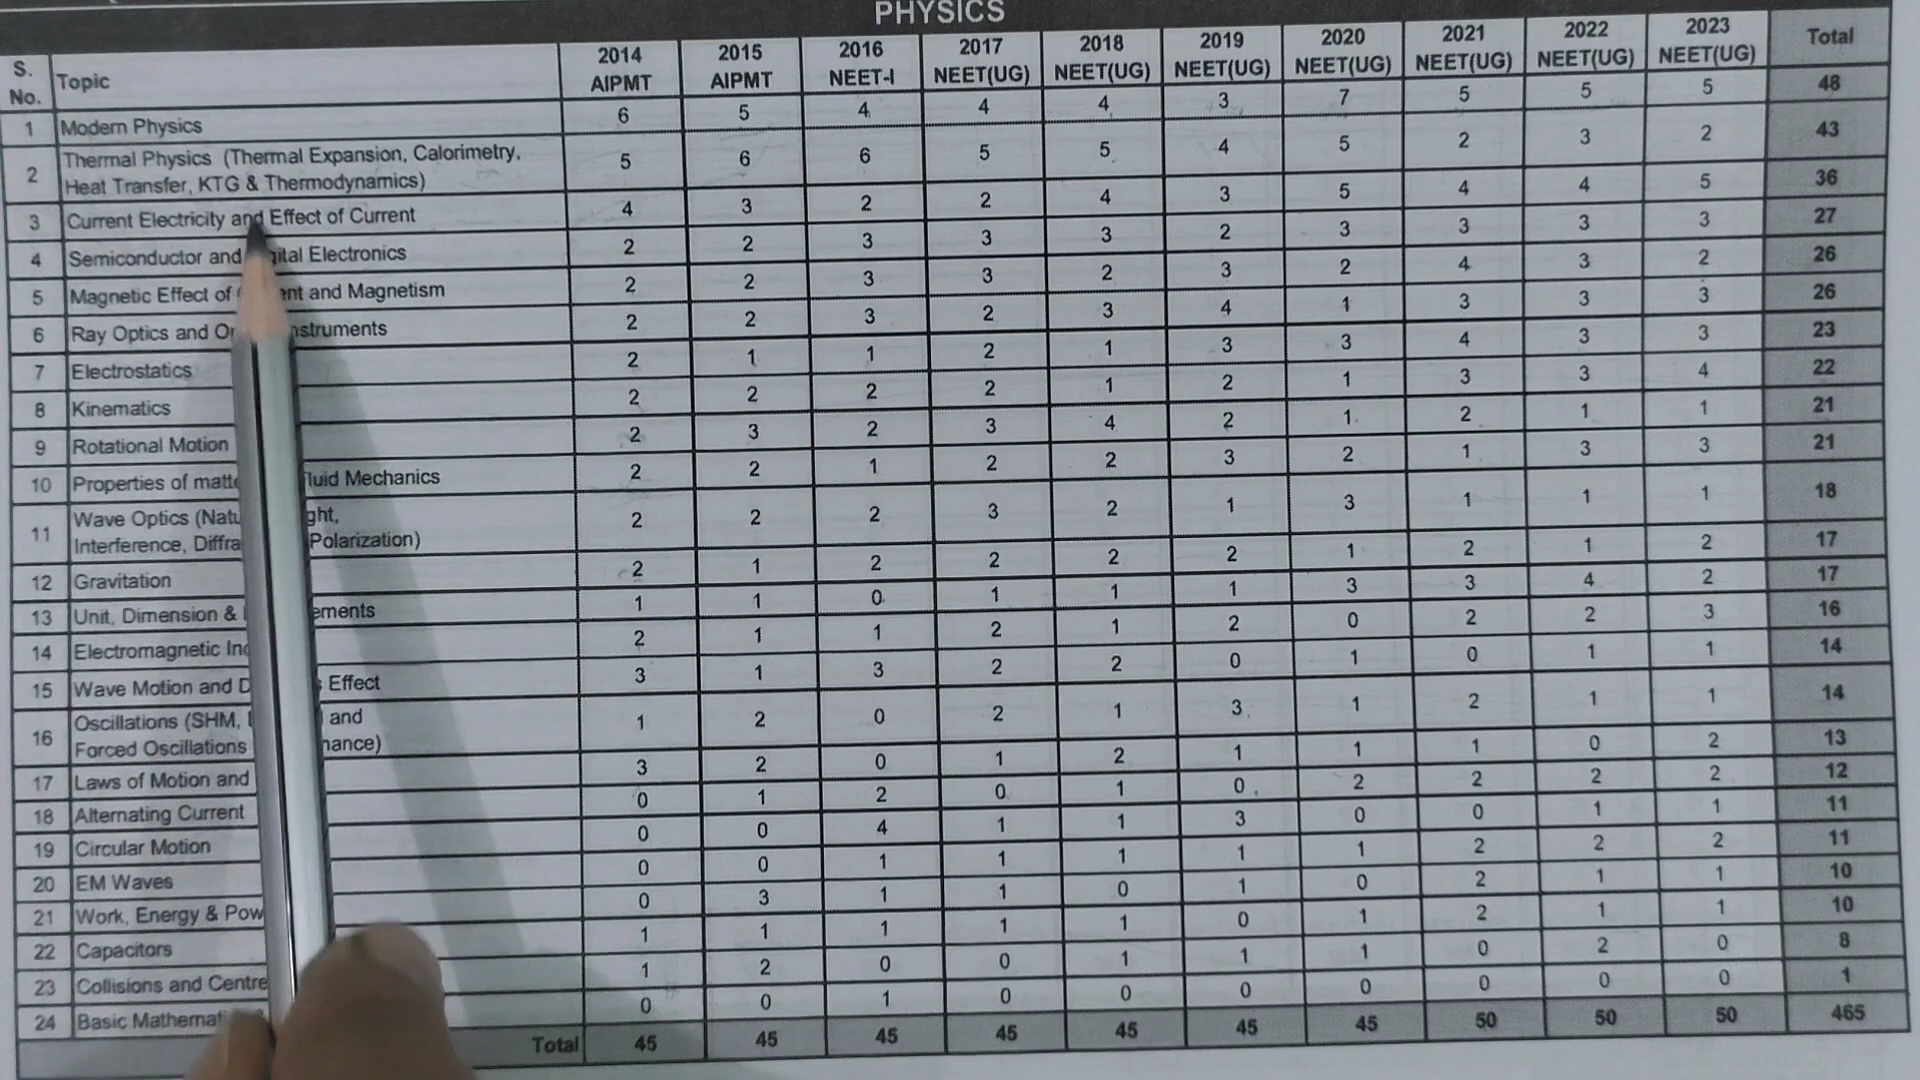 PHYSICS
S. No. Topic 2014 AIPMT 2015 AIPMT 2016 NEET-I 2017 NEET(UG) 2018 NEET(UG) 2019 NEET(UG) 2020 NEET(UG) 2021 NEET(UG) 2022 NEET(UG) 2023 NEET(UG) Total
1 Modern Physics 6 5 4 4 4 3 7 5 5 5 48
2 Thermal Physics (Thermal Expansion, Calorimetry,
Heat Transfer, KTG & Thermodynamics) 5 6 6 5 5 4 5 2 3 2 43
3 Current Electricity and Effect of Current 4 3 2 2 4 3 5 4 4 5 36
4 Semiconductor and Electronics 2 2 3 3 3 2 3 3 3 3 27
5 Magnetic Effect of and Magnetism 2 2 3 3 2 3 2 4 3 2 26
6 Ray Optics and 2 2 3 2 3 4 1 3 3 3 26
7 Electrostatics 2 1 1 2 1 3 3 4 3 3 23
8 Kinematics 2 2 2 2 1 2 1 3 3 4 22
9 Rotational Motion 2 3 2 3 4 2 1 2 1 1 21
10 Properties of Mechanics 2 2 1 2 2 3 2 1 3 3 21
11 Wave Optics
Interference, Polarization) 2 2 2 3 2 1 3 1 1 1 18
12 Gravitation 2 1 2 2 2 2 1 2 1 2 17
13 Unit, Dimension & 1 1 0 1 1 1 3 3 4 2 17
14 Electromagnetic 2 1 1 2 1 2 0 2 2 3 16
15 Wave Motion and Effect 3 1 3 2 2 0 1 0 1 1 14
16 Oscillations (SHM, and
Forced Oscillations 1 2 0 2 1 3 1 2 1 1 14
17 Laws of Motion and 3 2 0 1 2 1 1 1 0 2 13
18 Alternating Current 0 1 2 0 1 0 2 2 2 2 12
19 Circular Motion 0 0 4 1 1 3 0 0 1 1 11
20 EM Waves 0 0 1 1 1 1 1 2 2 2 11
21 Work, Energy & 0 3 1 1 0 1 0 2 1 1 10
22 Capacitors 1 1 1 1 1 0 1 2 1 1 10
23 Collisions and Centre 1 2 0 0 1 1 1 0 2 0 8
24 Basic 0 0 1 0 0 0 0 0 0 0 1
Total 45 45 45 45 45 45 45 50 50 50 465